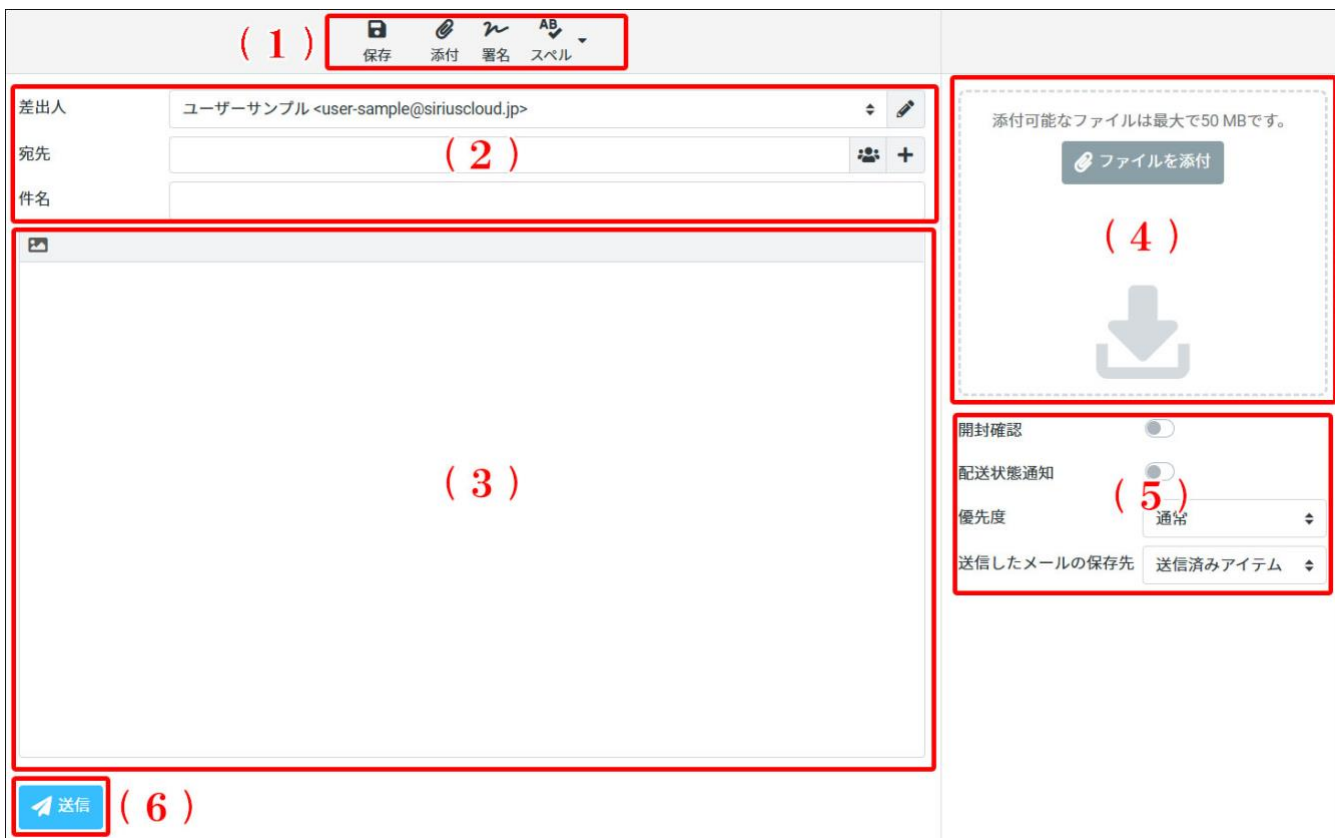 ( 1 )
保存 添付 署名 スペル
差出人 ユーザーサンプル <user-sample@siriuscloud.jp>
宛先
( 2 )
件名
( 3 )
送信
( 6 )
添付可能なファイルは最大で50 MBです。
ファイルを添付
( 4 )
開封確認
配送状態通知
( 5 )
優先度 通常
送信したメールの保存先 送信済みアイテム